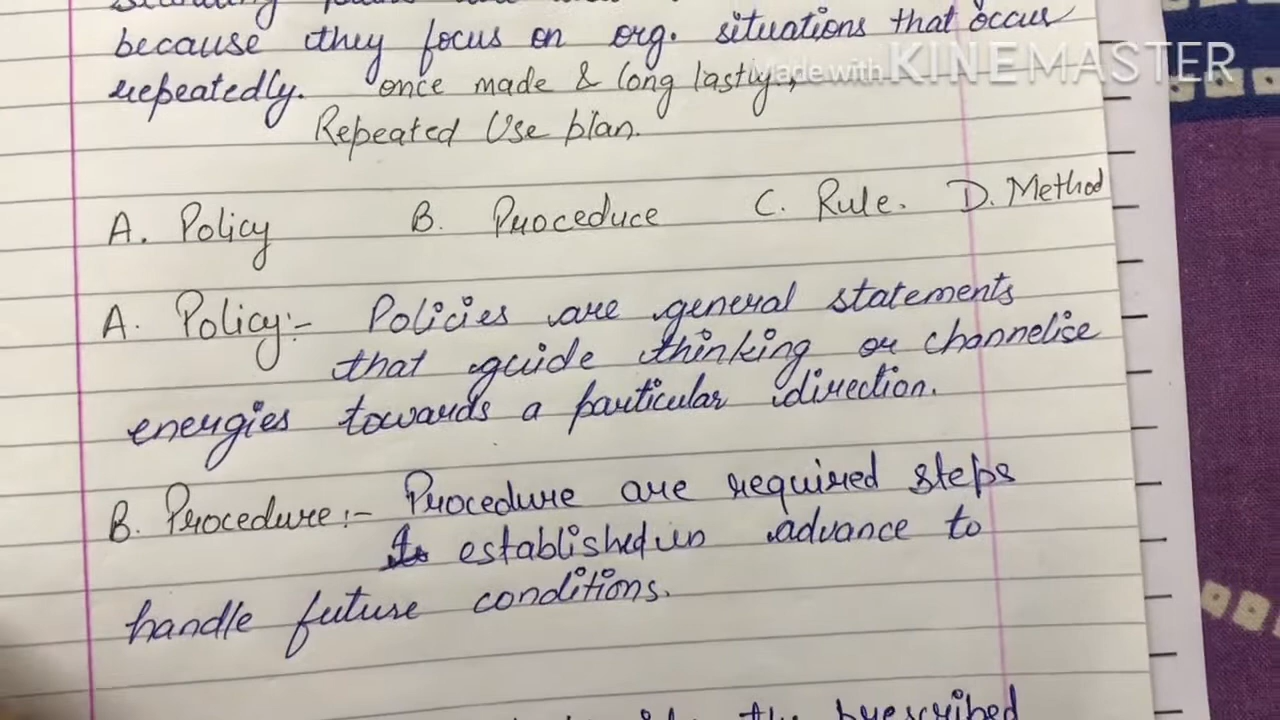 because they focus on org. situations that occur
repeatedly. once made & long lastly.,
Repeated Use plan.
Made with KINEMASTER
A. Policy B. Proceduce C. Rule. D. Method
A. Policy:- Policies are general statements
that guide thinking or channelise
energies towards a particular direction.
B. Procedure:- Procedure are required steps
established in advance to
handle future conditions.
the prescribed